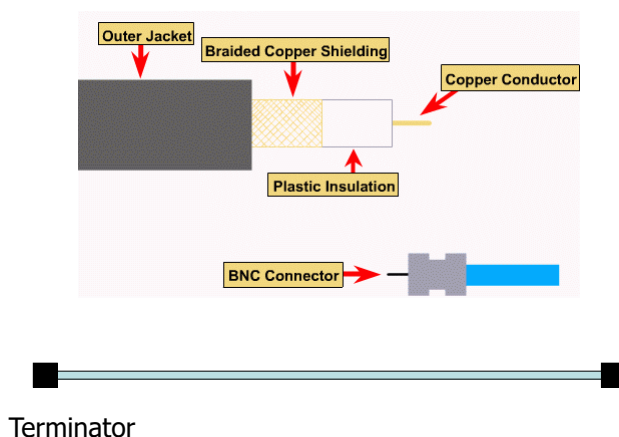 Outer Jacket
Braided Copper Shielding
Copper Conductor
Plastic Insulation
BNC Connector
Terminator